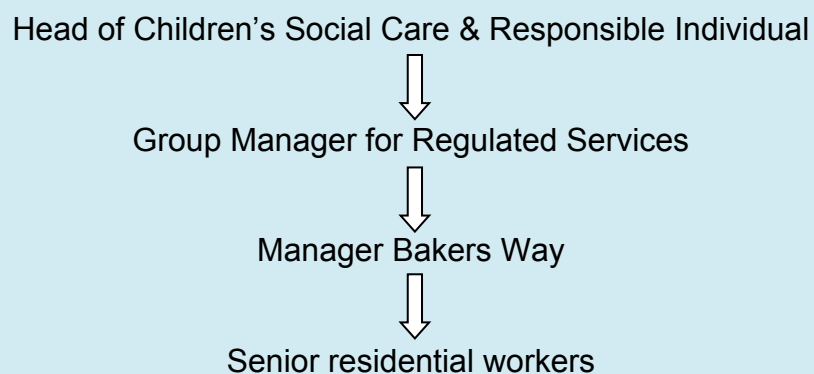 Head of Children’s Social Care & Responsible Individual
Group Manager for Regulated Services
Manager Bakers Way
Senior residential workers